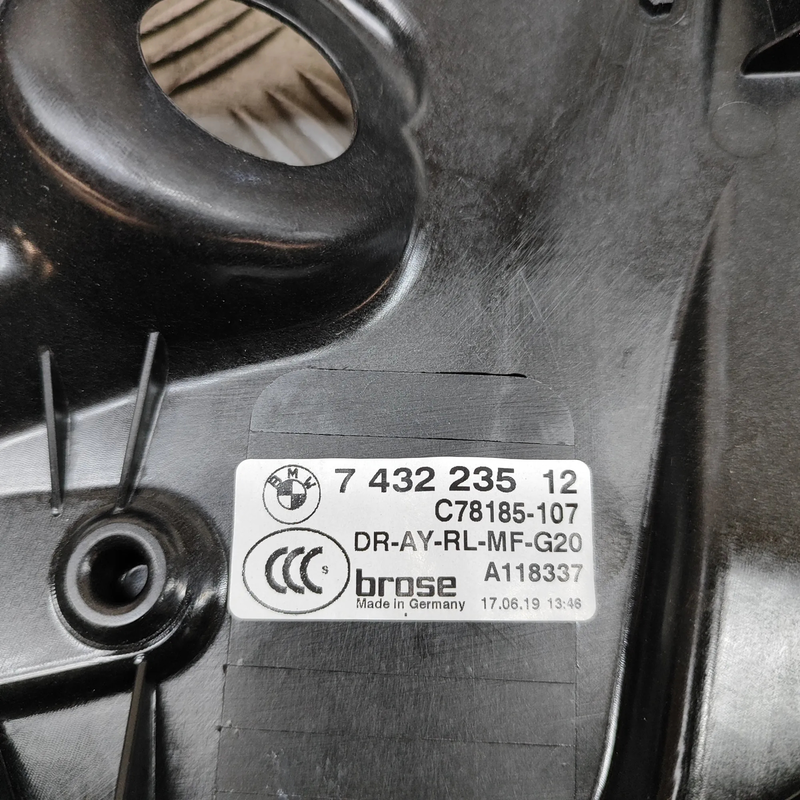 BMW 7 432 235 12
C78185-107
DR-AY-RL-MF-G20
CCC S brose A118337
Made in Germany 17.06.19 13:46